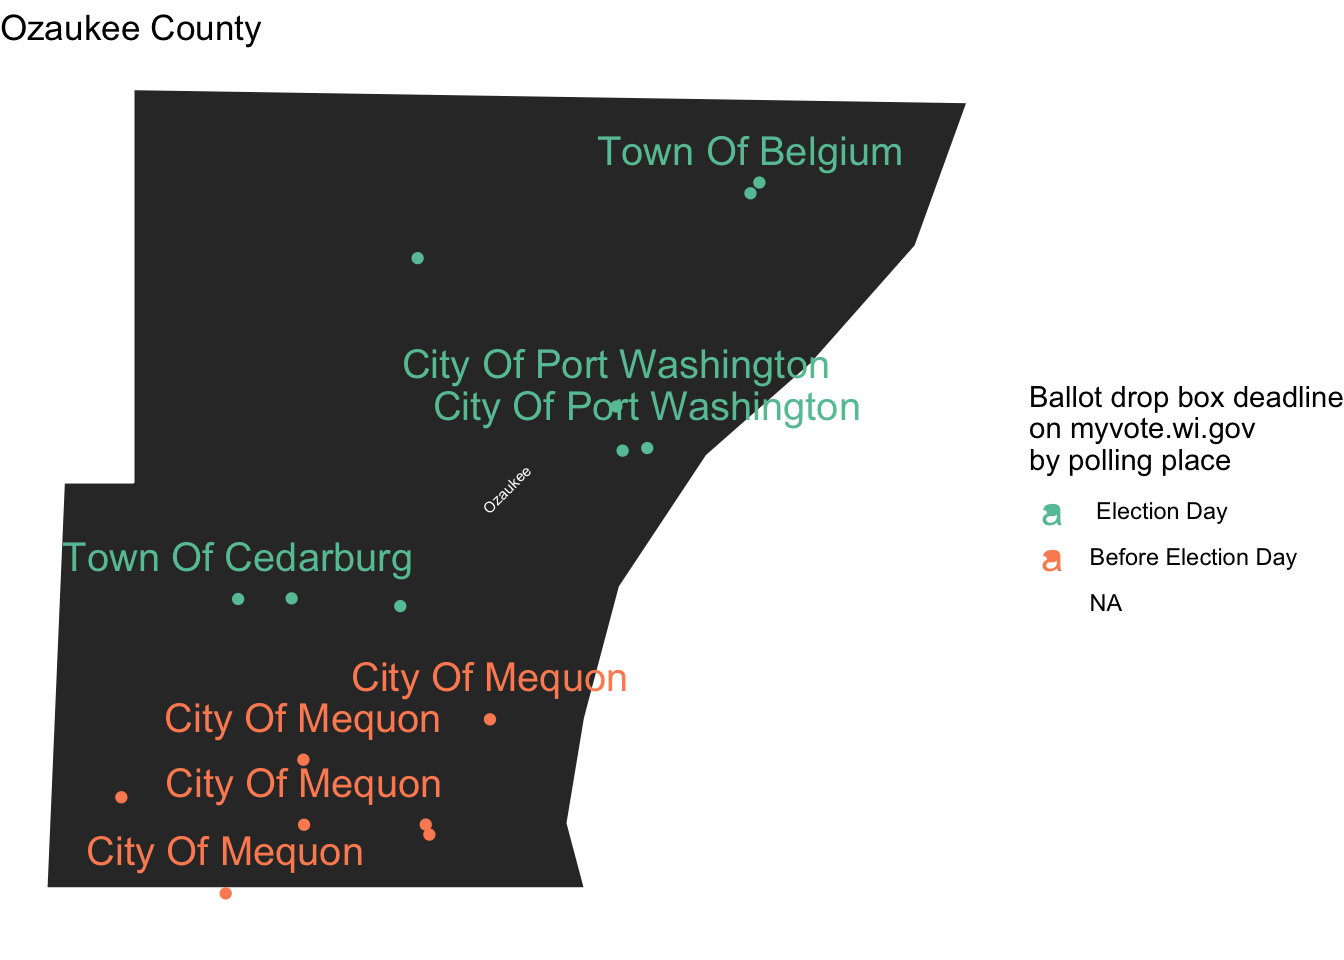 Ozaukee County
Town Of Belgium
City Of Port Washington
City Of Port Washington
Ozaukee
Town Of Cedarburg
City Of Mequon
City Of Mequon
City Of Mequon
City Of Mequon
Ballot drop box deadline
on myvote.wi.gov
by polling place
a Election Day
a Before Election Day
NA